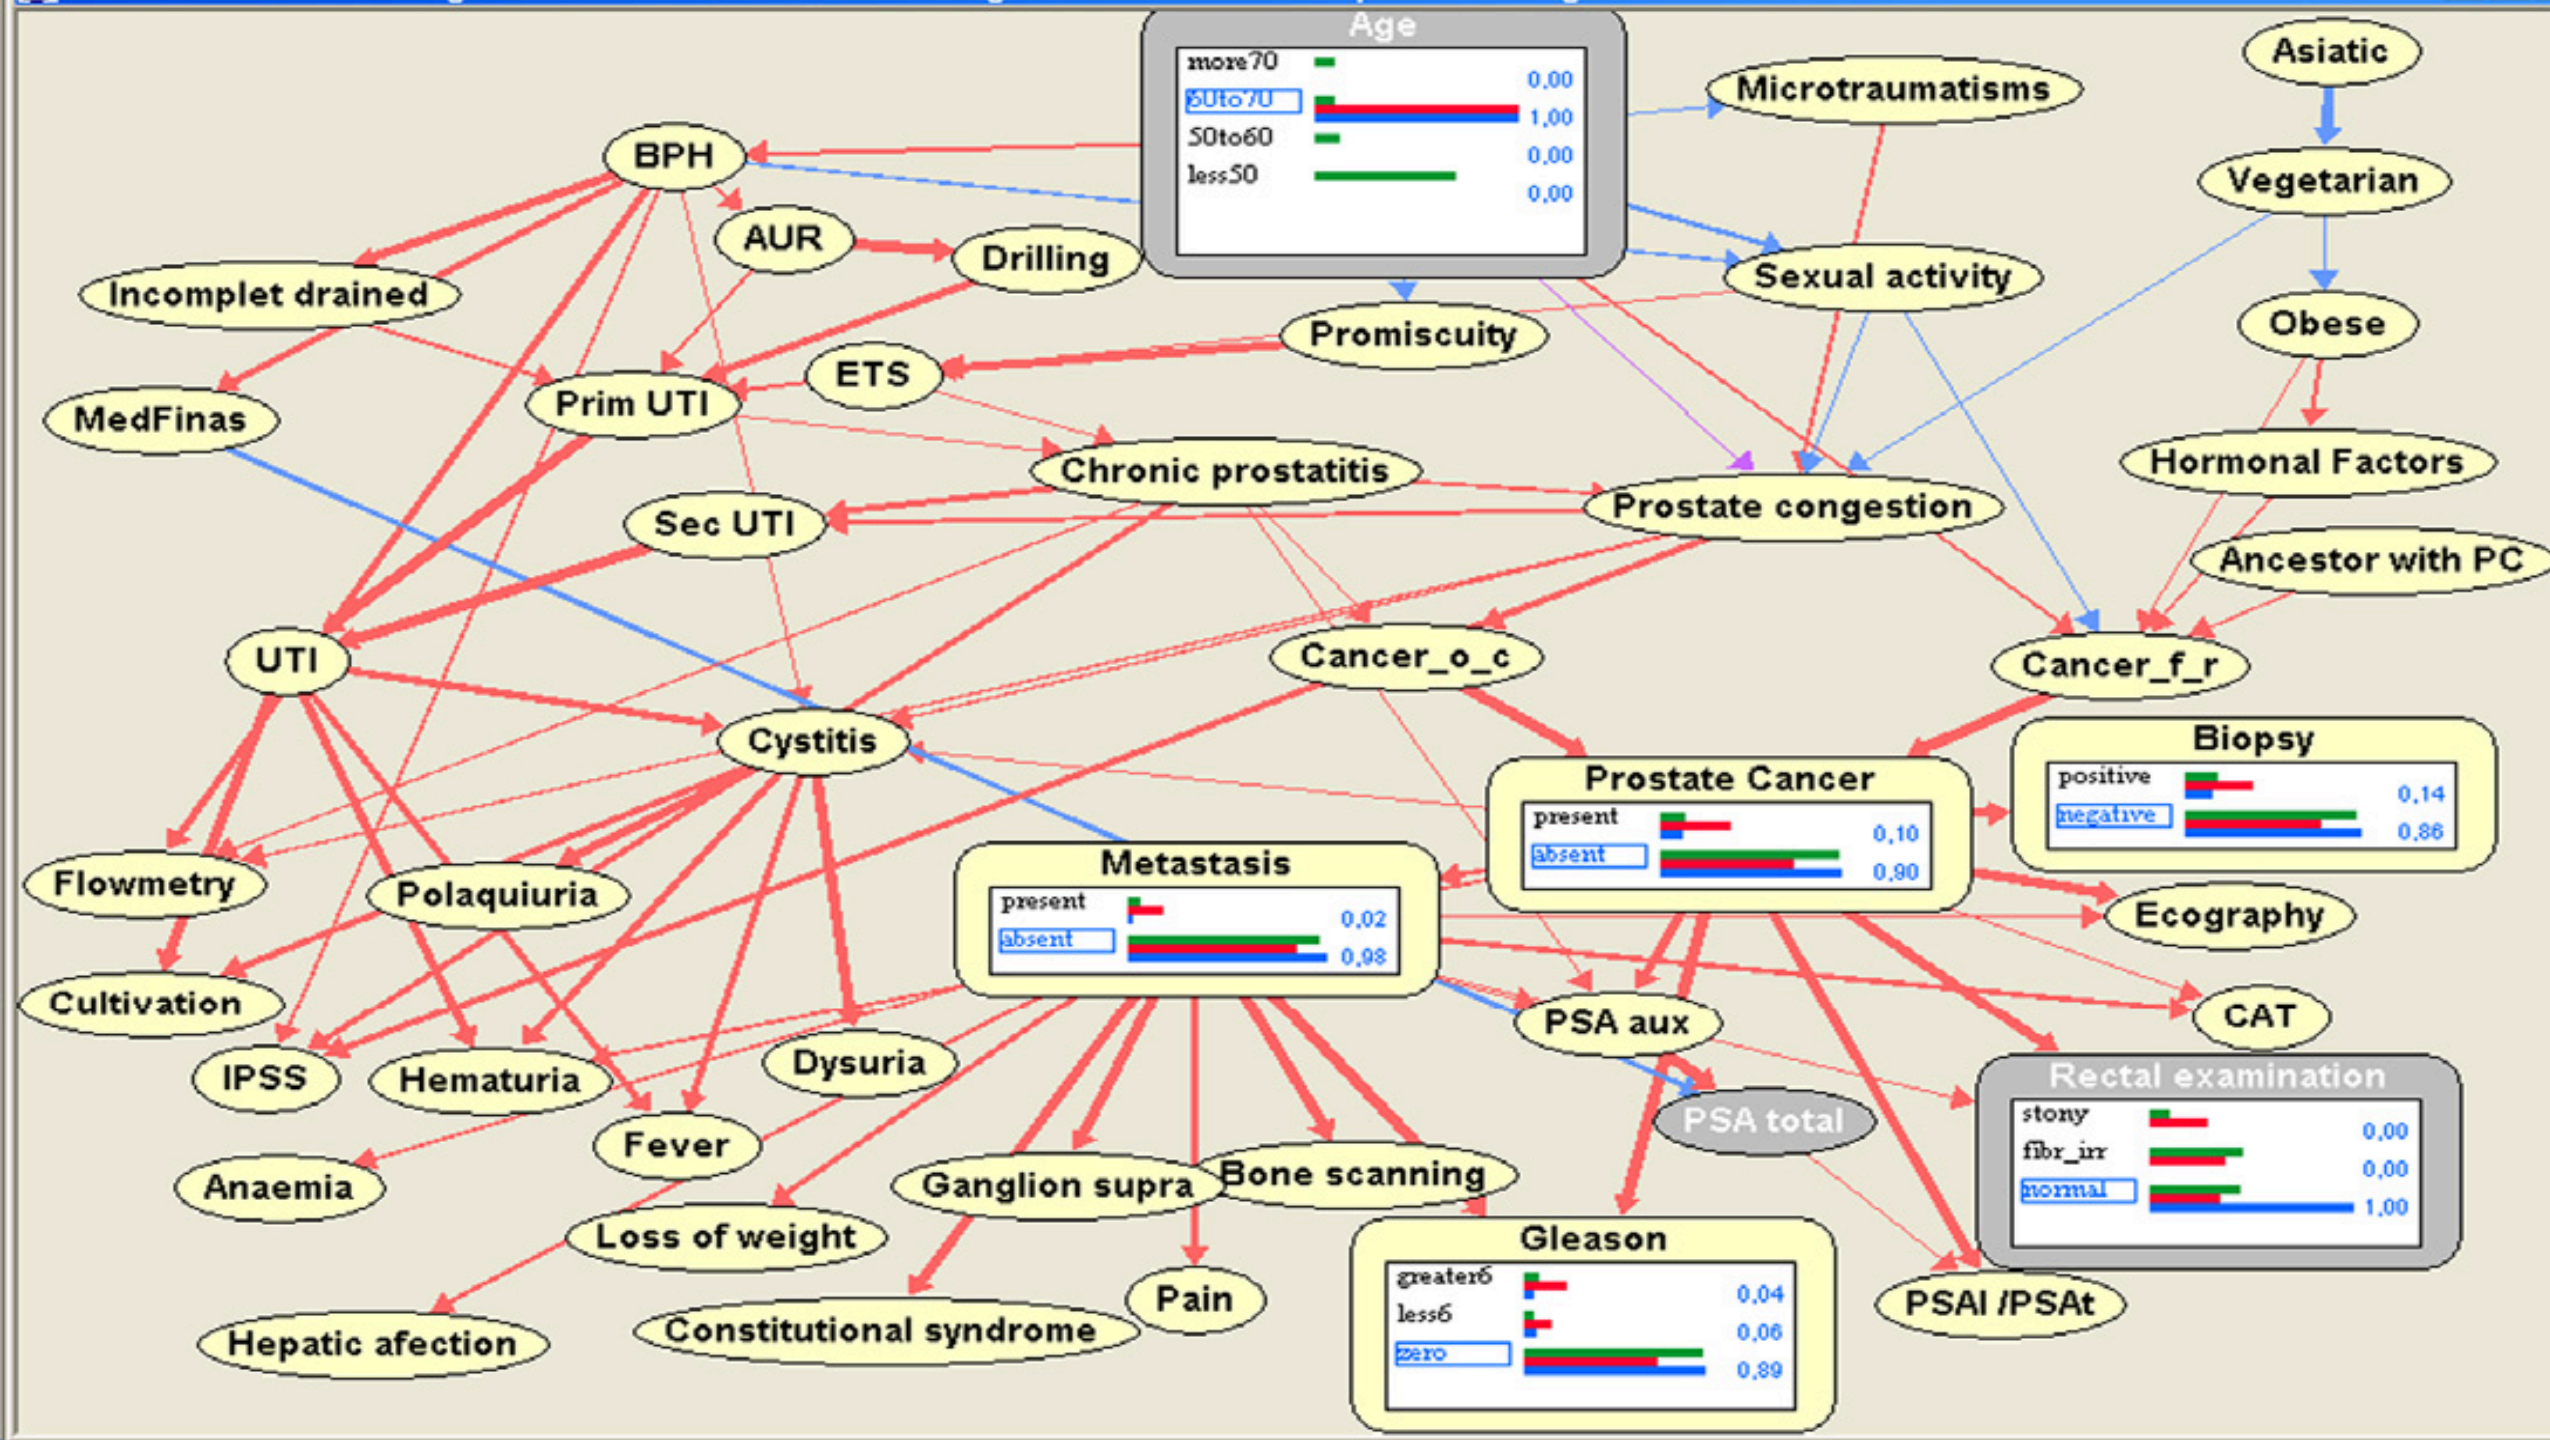 Age
more70
0,00
60to70
1,00
50to60
0,00
less50
0,00
Microtraumatisms
Asiatic
BPH
Vegetarian
AUR
Drilling
Sexual activity
Incomplet drained
Promiscuity
Obese
ETS
MedFinas
Prim UTI
Chronic prostatitis
Hormonal Factors
Sec UTI
Prostate congestion
Ancestor with PC
UTI
Cancer_o_c
Cancer_f_r
Cystitis
Biopsy
positive
0,14
negative
0,86
Prostate Cancer
present
0,10
absent
0,90
Metastasis
present
0,02
absent
0,98
Flowmetry
Polaquiuria
Ecography
Cultivation
PSA aux
CAT
IPSS
Hematuria
Dysuria
Rectal examination
stony
0,00
fibr_irr
0,00
normal
1,00
PSA total
Fever
Anaemia
Ganglion supra
Bone scanning
Loss of weight
Gleason
greater6
0,04
less6
0,06
zero
0,89
Pain
PSAl /PSAt
Constitutional syndrome
Hepatic afection